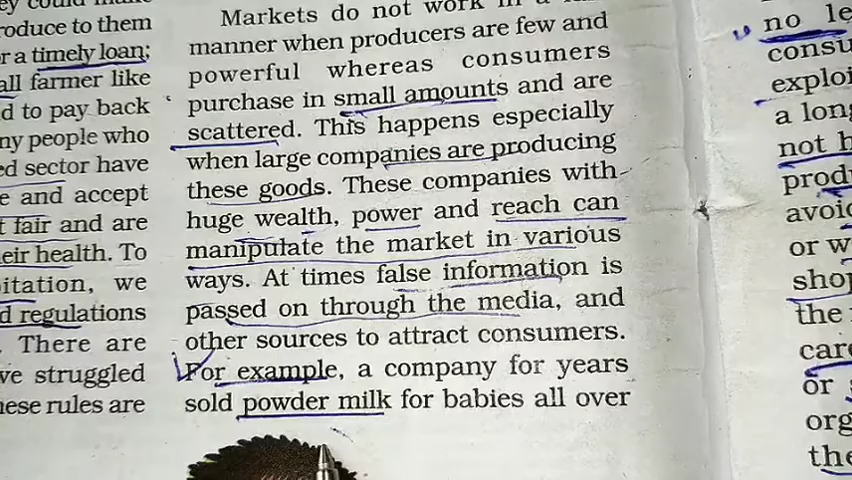 produce to them
or a timely loan;
all farmer like
d to pay back
ny people who
ed sector have
e and accept
t fair and are
eir health. To
itation, we
d regulations
. There are
ve struggled
hese rules are
Markets do not work in a
manner when producers are few and
powerful whereas consumers
purchase in small amounts and are
scattered. This happens especially
when large companies are producing
these goods. These companies with
huge wealth, power and reach can
manipulate the market in various
ways. At times false information is
passed on through the media, and
other sources to attract consumers.
For example, a company for years
sold powder milk for babies all over
no le
consu
exploi
a long
not h
produ
avoid
or w
shop
the
care
or
org
the